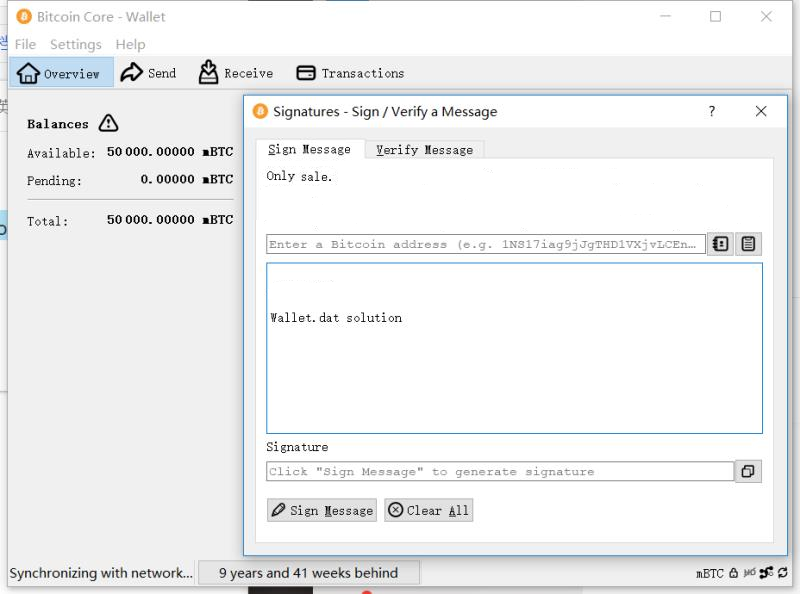 Bitcoin Core - Wallet
File Settings Help
Overview Send Receive Transactions
Balances
Available: 50 000.00000 mBTC
Pending: 0.00000 mBTC
Total: 50 000.00000 mBTC
Signatures - Sign / Verify a Message
?
Sign Message Verify Message
Only sale.
Enter a Bitcoin address (e.g. 1NS17iag9jJgTHD1VXjvLCEn...
Wallet.dat solution
Signature
Click "Sign Message" to generate signature
Sign Message Clear All
Synchronizing with network... 9 years and 41 weeks behind mBTC